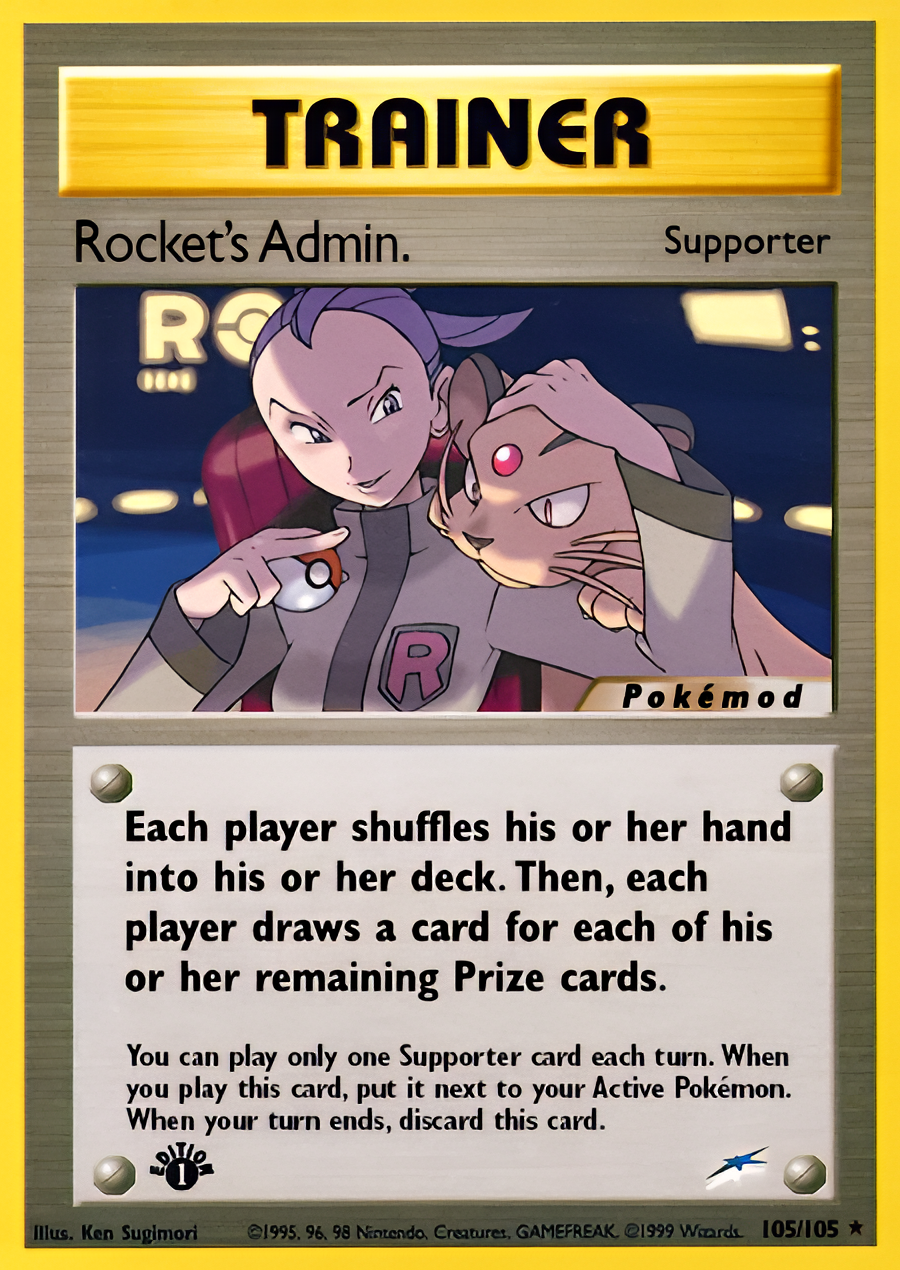 TRAINER
Rocket's Admin.
Supporter
RO
R
Pokémod
Each player shuffles his or her hand
into his or her deck. Then, each
player draws a card for each of his
or her remaining Prize cards.
You can play only one Supporter card each turn. When
you play this card, put it next to your Active Pokémon.
When your turn ends, discard this card.
EDITION
1
Illus. Ken Sugimori
©1995, 96, 98 Nintendo, Creatures, GAMEFREAK. ©1999 Wizards.
105/105 ★